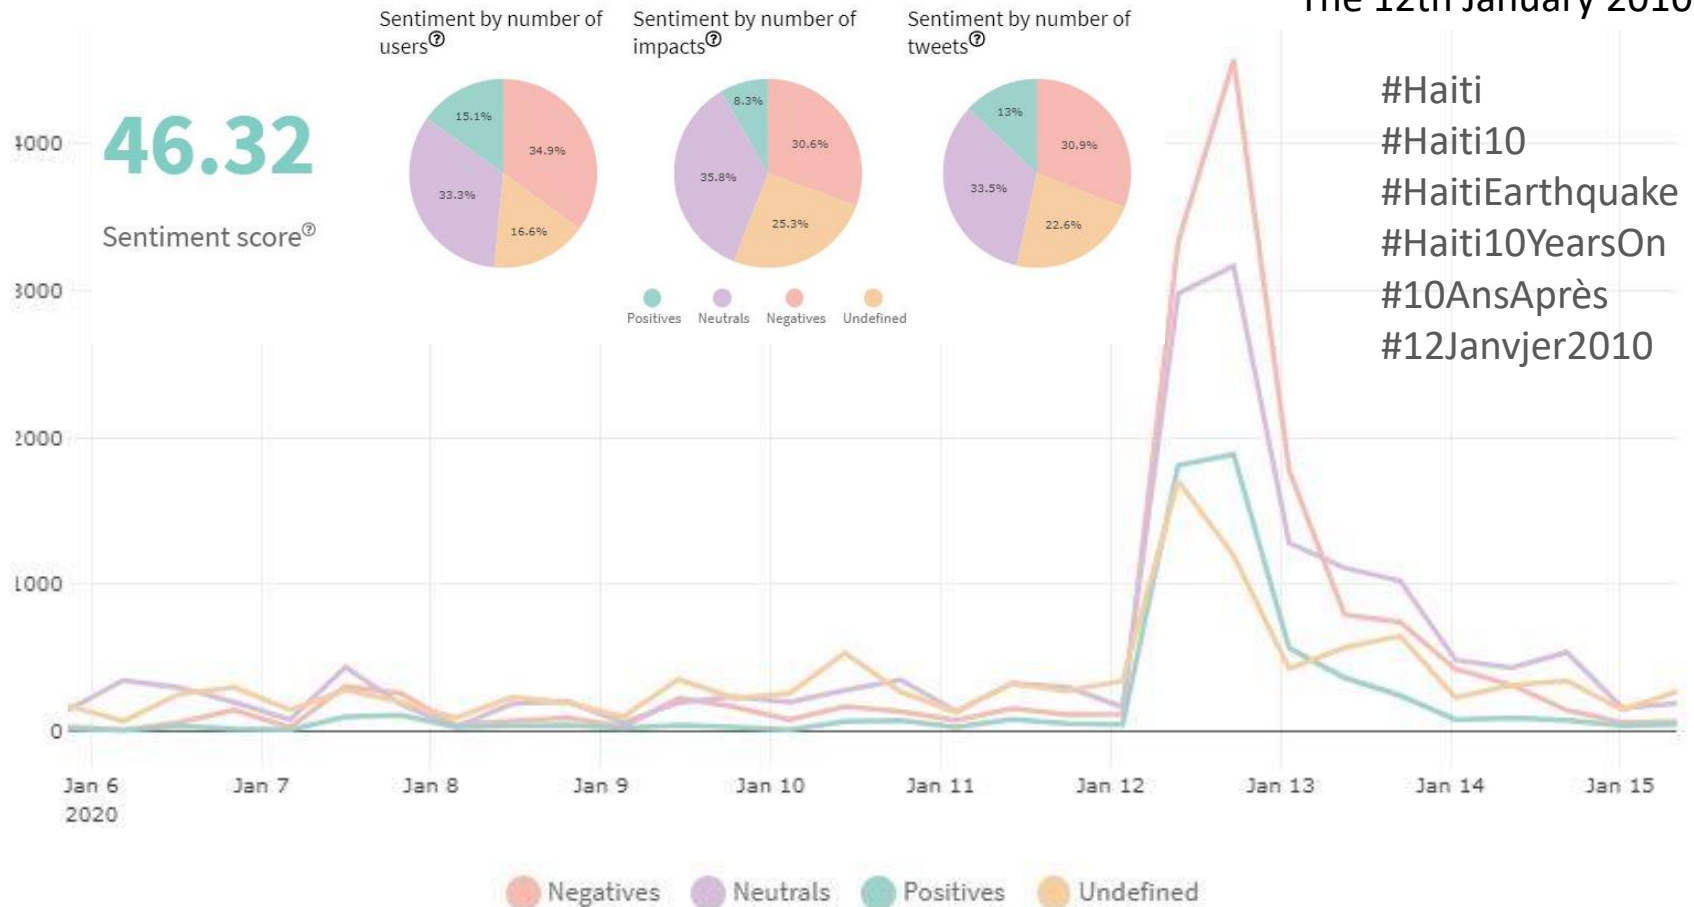 The 12th January 2010
Sentiment by number of
users?
Sentiment by number of
impacts?
Sentiment by number of
tweets?
46.32
Sentiment score?
15.1%
34.9%
33.3%
16.6%
8.3%
30.6%
35.8%
25.3%
13%
30.9%
33.5%
22.6%
Positives Neutrals Negatives Undefined
#Haiti
#Haiti10
#HaitiEarthquake
#Haiti10YearsOn
#10AnsAprès
#12Janvjer2010
4000
3000
2000
1000
0
Jan 6 Jan 7 Jan 8 Jan 9 Jan 10 Jan 11 Jan 12 Jan 13 Jan 14 Jan 15
2020
Negatives Neutrals Positives Undefined